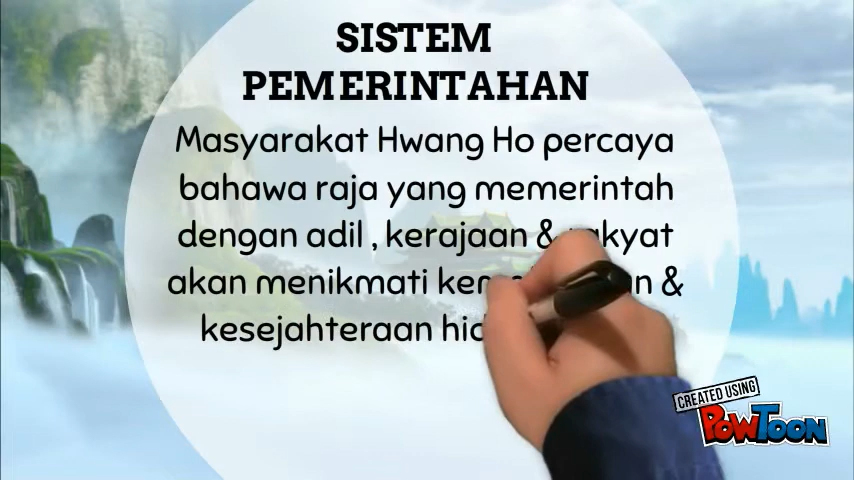 SISTEM
PEMERINTAHAN
Masyarakat Hwang Ho percaya
bahawa raja yang memerintah
dengan adil , kerajaan &
akan menikmati &
kesejahteraan
CREATED USING
POWTOON